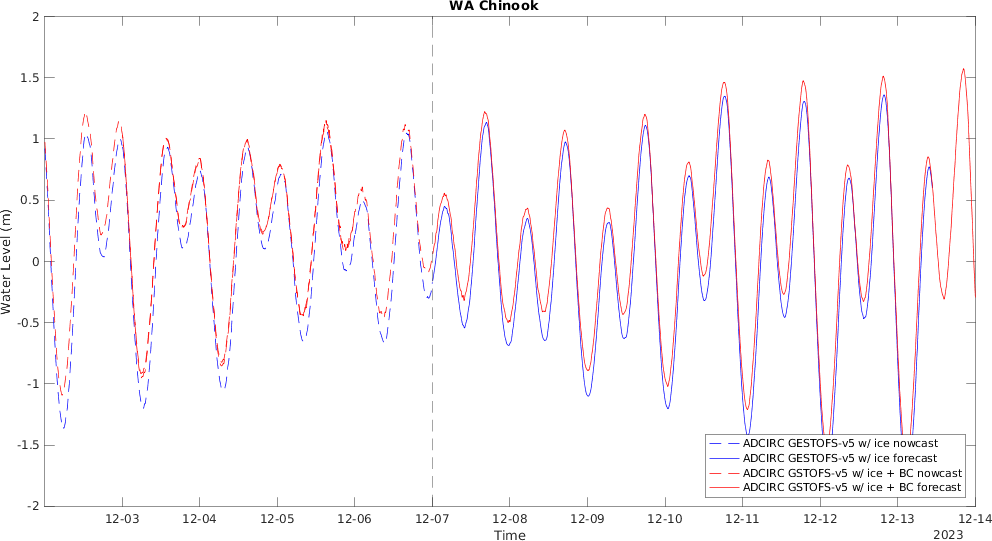 WA Chinook
2
1.5
1
0.5
0
-0.5
-1
-1.5
-2
Water Level (m)
12-03 12-04 12-05 12-06 12-07 12-08 12-09 12-10 12-11 12-12 12-13 12-14
Time
2023
ADCIRC GESTOFS-v5 w/ ice nowcast
ADCIRC GESTOFS-v5 w/ ice forecast
ADCIRC GSTOFS-v5 w/ ice + BC nowcast
ADCIRC GSTOFS-v5 w/ ice + BC forecast